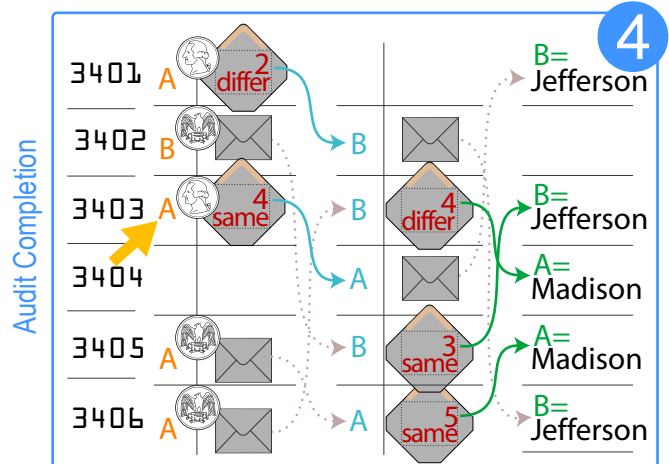 4
Audit Completion
3401 A 2 differ B= Jefferson
3402 B B
3403 A 4 same B 4 differ B= Jefferson
3404 A A= Madison
3405 A B 3 same A= Madison
3406 A A 5 same B= Jefferson